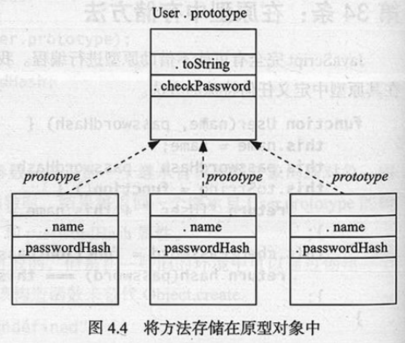 User.prototype
.toString
.checkPassword
prototype
prototype
prototype
.name
.name
.name
.passwordHash
.passwordHash
.passwordHash
图 4.4 将方法存储在原型对象中